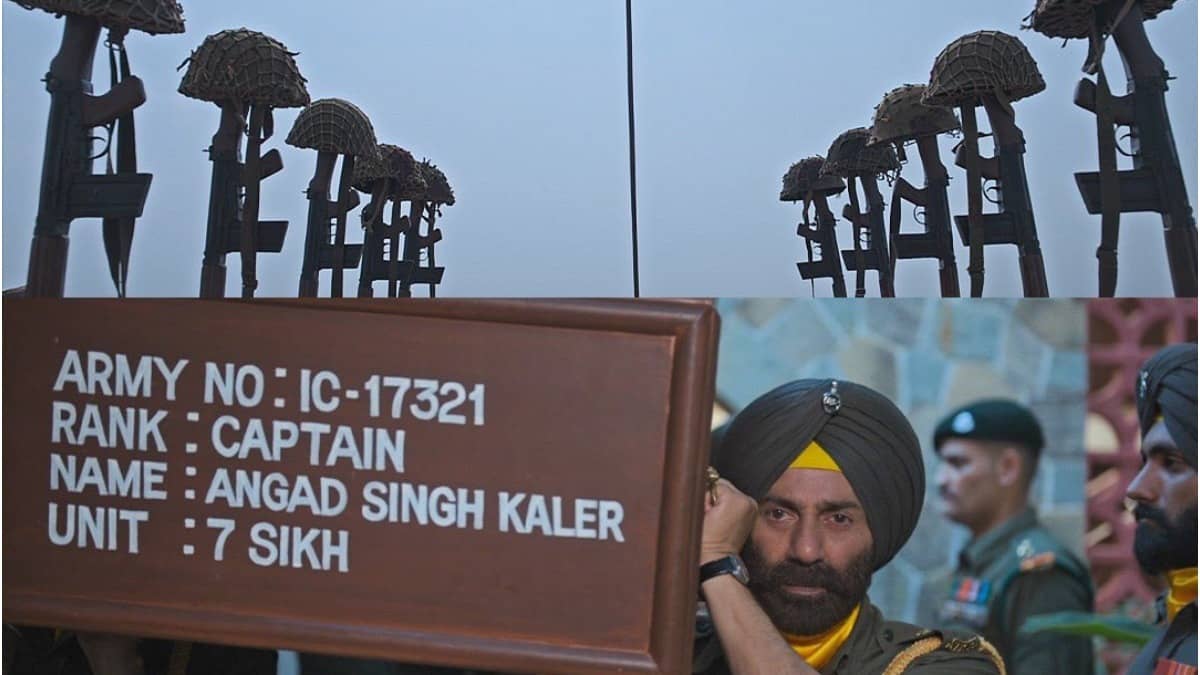 ARMY NO : IC-17321
RANK : CAPTAIN
NAME : ANGAD SINGH KALER
UNIT : 7 SIKH